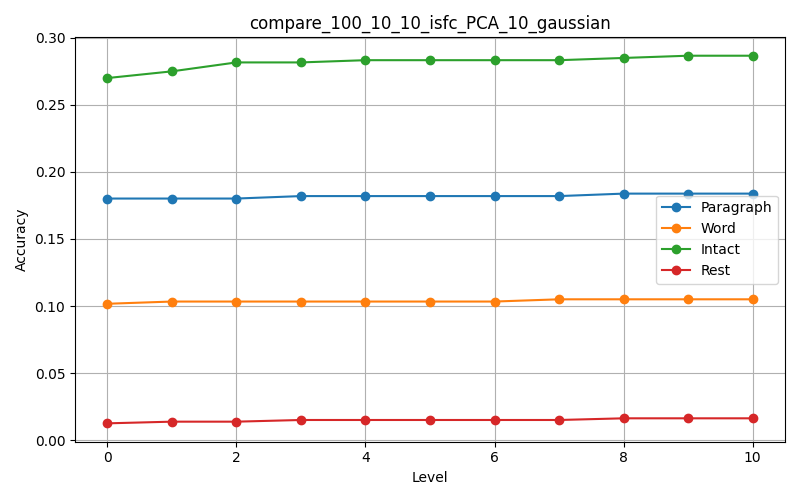 compare_100_10_10_isfc_PCA_10_gaussian
0.30
0.25
0.20
0.15
0.10
0.05
0.00
Accuracy
Paragraph
Word
Intact
Rest
0 2 4 6 8 10
Level